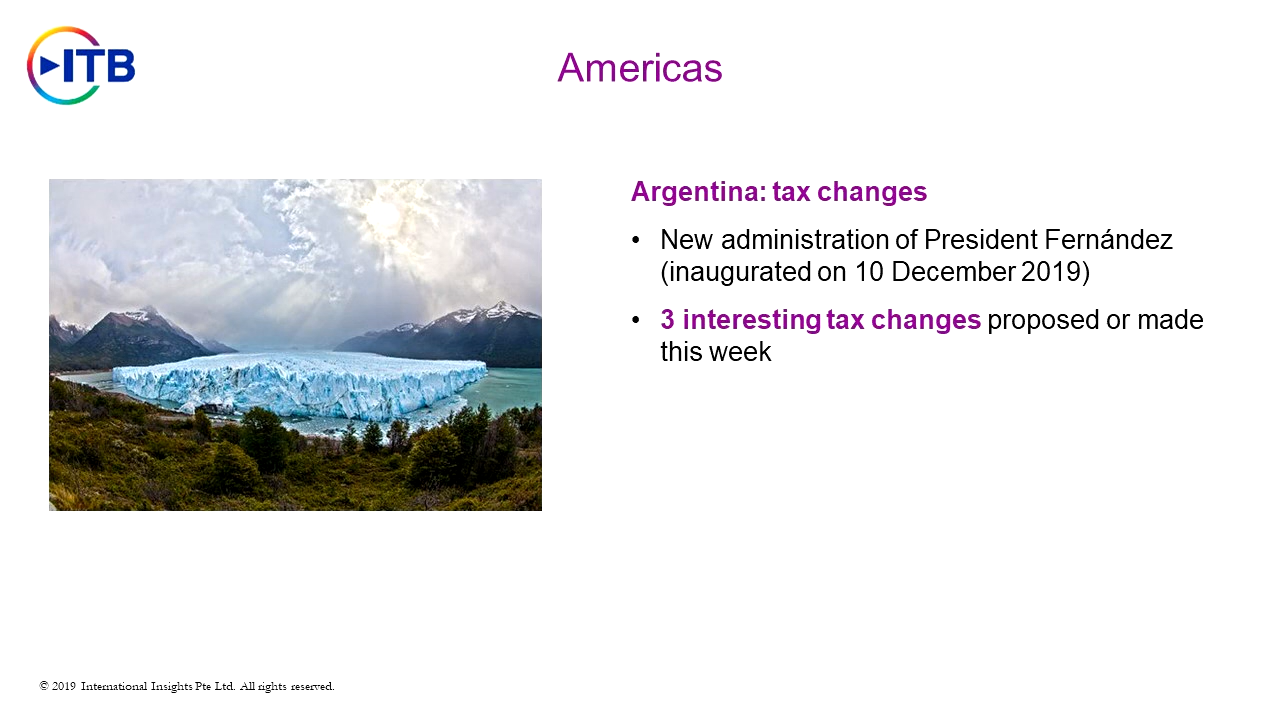 ITB
Americas
Argentina: tax changes
• New administration of President Fernández
(inaugurated on 10 December 2019)
• 3 interesting tax changes proposed or made
this week
© 2019 International Insights Pte Ltd. All rights reserved.